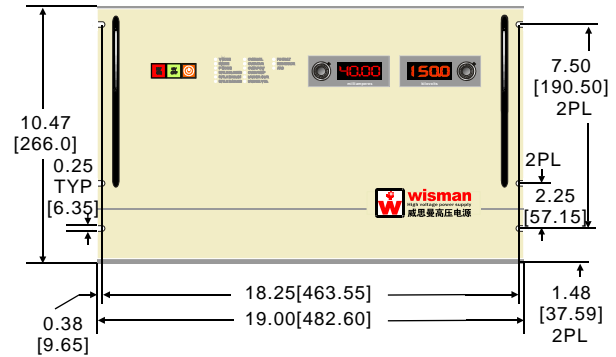 10.47
[266.0]
0.25
TYP
[6.35]
40.00
150.0
7.50
[190.50]
2PL
2PL
2.25
[57.15]
wisman
High voltage power supply
威思曼高压电源
18.25[463.55]
19.00[482.60]
0.38
[9.65]
1.48
[37.59]
2PL